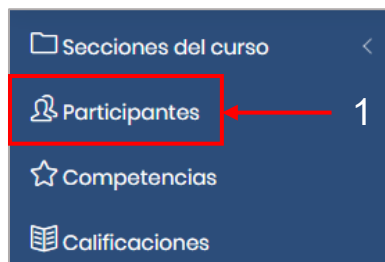 Secciones del curso
Participantes 1
Competencias
Calificaciones